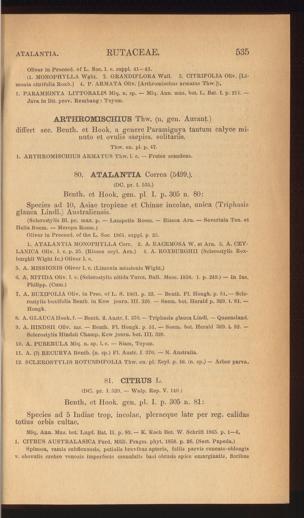 ATALANTIA. RUTACEAE. 535
Oliver in Proceed. of L. Soc. l. c. suppl. 41—43.
(1. MONOPHYLLA Wght. 2. GRANDIFLORA Wall. 3. CITRIFOLIA Oliv. [Li-
monia citrifolia Roxb.] 4. P. ARMATA Oliv. [Arthromischus armatus Thw.]),
1. PARAMIGNYA LITTORALIS Miq. n. sp. — Miq. Ann. mus. bot. L. Bat. I. p. 211. —
Java in litt. prov. Rembang: Toyum.
ARTHROMISCHUS Thw. (n. gen. Aurant.)
differt sec. Benth. et Hook. a genere Paramignya tantum calyce mi-
nuto et ovulis saepiss. solitariis.
Thw. en. pl. p. 47.
1. ARTHROMISCHUS ARMATUS Thw. l. c. — Frutex scandens.
80. ATALANTIA Correa (5499.).
(DC. pr. I. 535.)
Benth. et Hook. gen. pl. I. p. 305 n. 80:
Species ad 10, Asiae tropicae et Chinae incolae, unica (Triphasis
glauca Lindl.) Australiensis.
(Sclerostylis Bl. pr. max. p. — Lampetia Roem. — Rissoa Arn. — Severinia Ten. et
Helia Roem. — Merope Roem.)
Oliver in Proceed. of the L. Soc. 1861. suppl. p. 25.
1. ATALANTIA MONOPHYLLA Corr. 2. A RACEMOSA W. et Arn. 3. A. CEY-
LANICA Oliv. l. c. p. 25. (Rissoa ceyl. Arn.) 4. A. ROXBURGHII (Sclerostylis Rox-
burghii Wight Ic.) Oliver l. c.
5. A. MISSIONIS Oliver l. c. (Limonia missionis Wight.)
6. A. NITIDA Oliv. l. c. (Sclerostylis nitida Turcz. Bull. Mosc. 1858. I. p. 249.) — In Ins.
Philipp. (Cum.)
7. A. BUXIFOLIA Oliv. in Proc. of L. S. 1861. p. 22. — Benth. Fl. Hongk. p. 51.— Scle-
rostylis buxifolia Benth. in Kew journ. III. 326. — Seem. bot. Herald p. 369. t. 81. —
Hongk.
8. A. GLAUCA Hook. f. — Benth. fl. Austr. I. 370. — Triphasia glauca Lindl. — Queensland.
9. A. HINDSII Oliv. ms. — Benth. Fl. Hongk. p. 51. — Seem. bot. Herald 369. t. 82. —
Sclerostylis Hindsii Champ. Kew journ. bot. III. 328.
10. A. PUBERULA Miq. n. sp. l. c. — Siam, Toyum.
11. A. (?) RECURVA Benth. (n. sp.) Fl. Austr. I. 370. — N. Australia.
12. SCLEROSTYLIS ROTUNDIFOLIA Thw. en. pl. Zeyl. p. 46. (n. sp.) — Arbor parva.
81. CITRUS L.
(DC. pr. I. 539. — Walp. Rep. V. 140.)
Benth. et Hook. gen. pl. I. p. 305 n. 81:
Species ad 5 Indiae trop. incolae, pleraeque late per reg. calidas
totius orbis cultae.
Miq. Ann. Mus. bot. Lugd. Bat. II. p. 83. — K. Koch Ber. W. Schrift 1865. p. 1—4,
1. CITRUS AUSTRALASICA Ferd. Müll. Fragm. phyt. 1858. p. 26. (Sect. Papeda.)
Spinosa, ramis subflexuosis, petiolis brevibus apteris, foliis parvis cuneato-oblongis
v. obovatis crebre venosis imperfecte crenulatis basi obtusis apice emarginatis, floribus